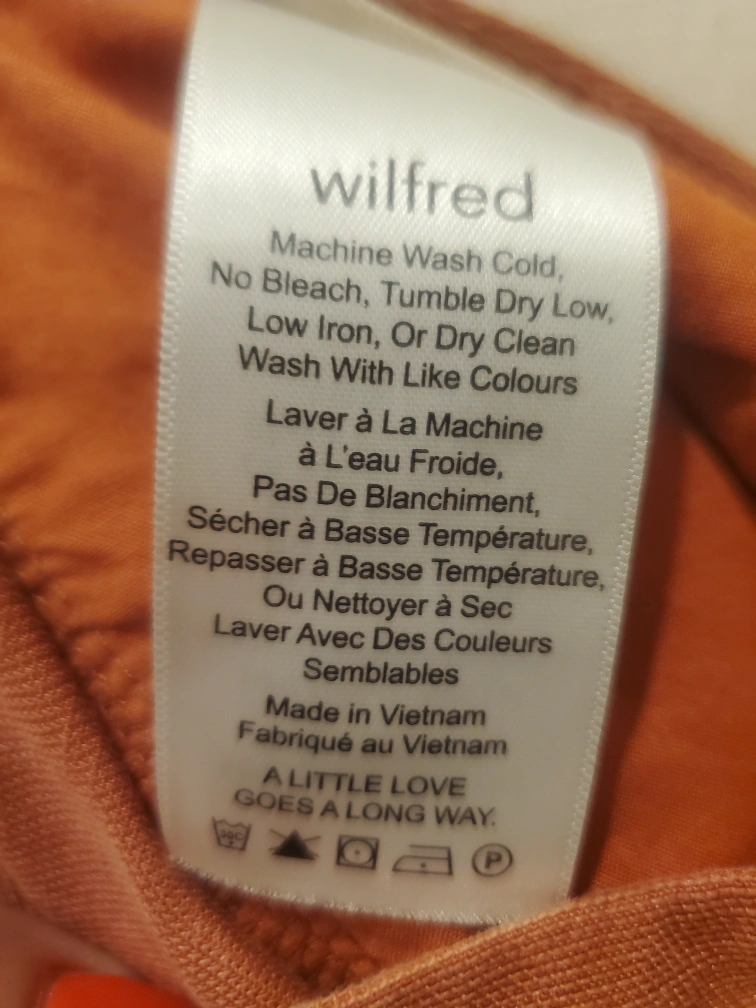 wilfred
Machine Wash Cold,
No Bleach, Tumble Dry Low,
Low Iron, Or Dry Clean
Wash With Like Colours
Laver à La Machine
à L'eau Froide,
Pas De Blanchiment,
Sécher à Basse Température,
Repasser à Basse Température,
Ou Nettoyer à Sec
Laver Avec Des Couleurs
Semblables
Made in Vietnam
Fabriqué au Vietnam
A LITTLE LOVE
GOES A LONG WAY.
30C P